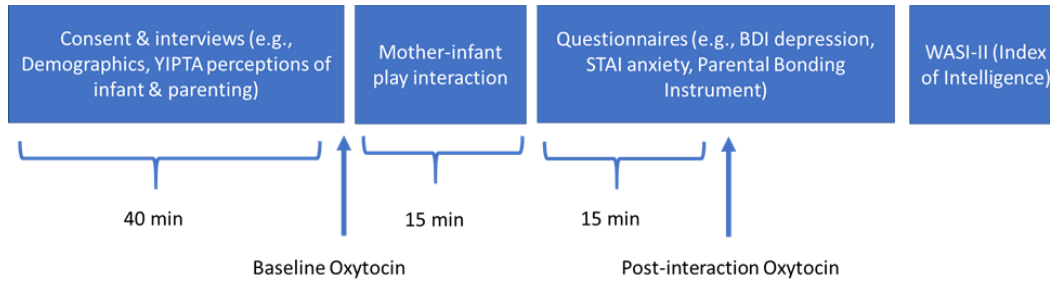 Consent & interviews (e.g.,
Demographics, YIPTA perceptions of
infant & parenting)
Mother-infant
play interaction
Questionnaires (e.g., BDI depression,
STAI anxiety, Parental Bonding
Instrument)
WASI-II (Index
of Intelligence)
40 min
15 min
15 min
Baseline Oxytocin
Post-interaction Oxytocin